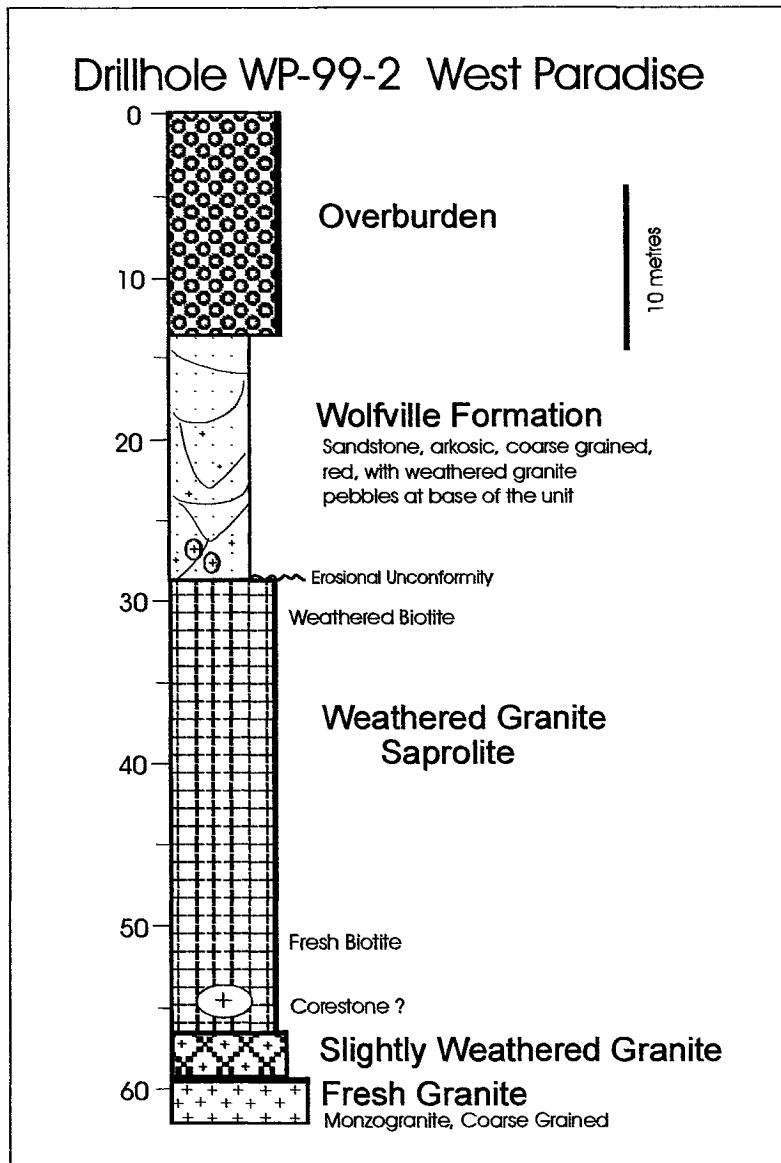 Drillhole WP-99-2 West Paradise
0
Overburden
10
10 metres
Wolfville Formation
20
Sandstone, arkosic, coarse grained,
red, with weathered granite
pebbles at base of the unit
Erosional Unconformity
30
Weathered Biotite
Weathered Granite
Saprolite
40
50
Fresh Biotite
Corestone ?
Slightly Weathered Granite
60
Fresh Granite
Monzogranite, Coarse Grained